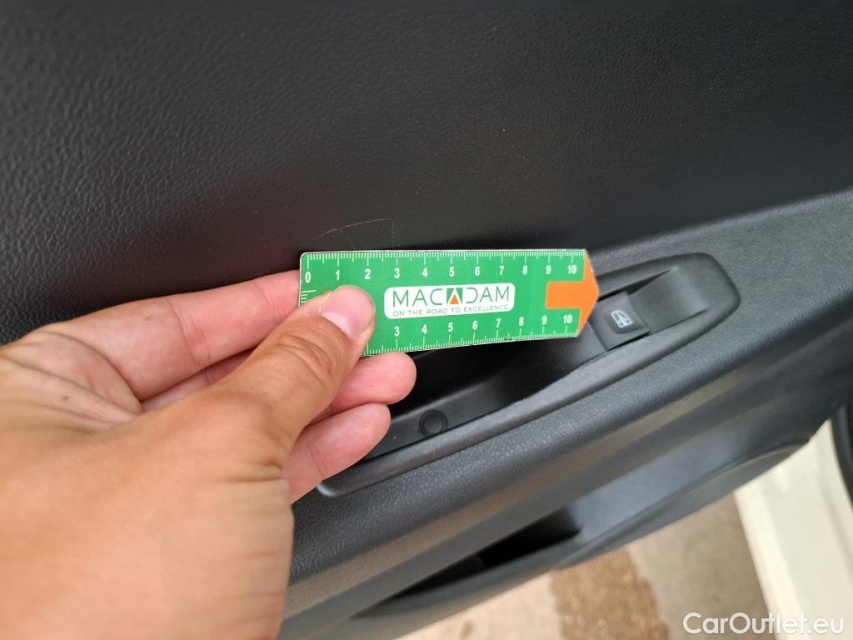 0 1 2 3 4 5 6 7 8 9 10
MACADAM
ON THE ROAD TO EXCELLENCE
3 4 5 6 7 8 9 10
CarOutlet.eu